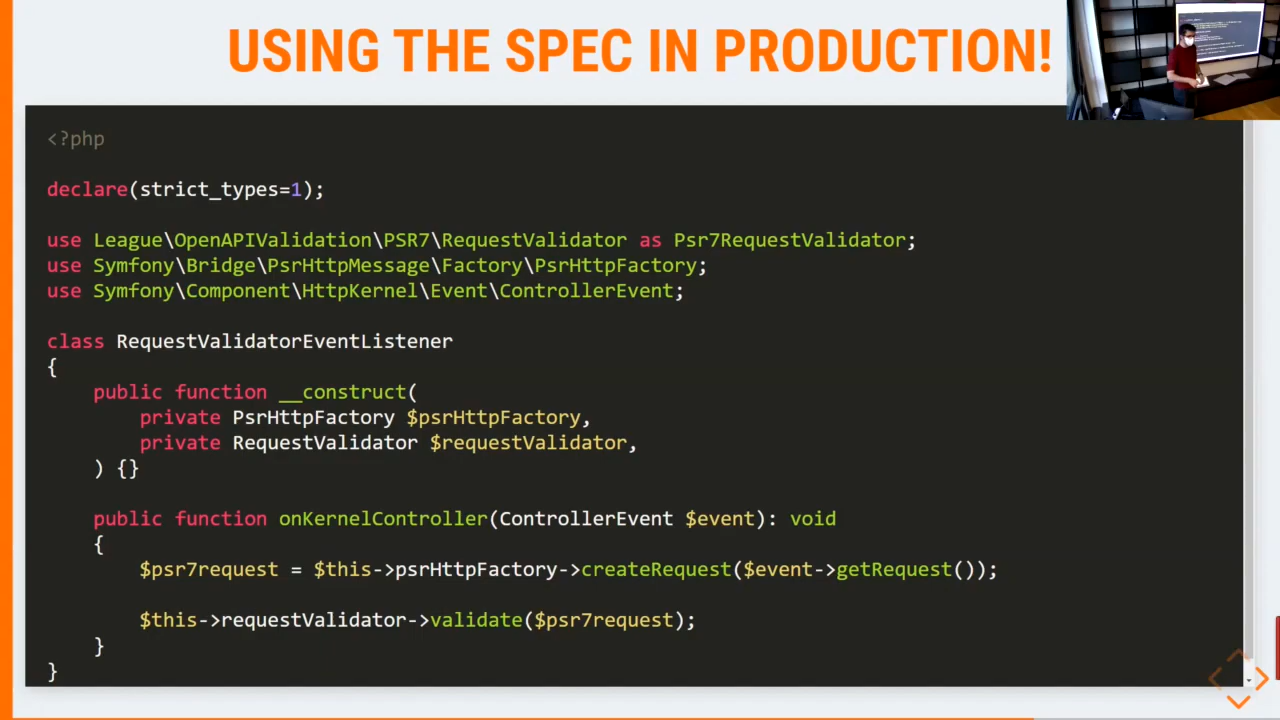 USING THE SPEC IN PRODUCTION!
<?php
declare(strict_types=1);
use League\OpenAPIValidation\PSR7\RequestValidator as Psr7RequestValidator;
use Symfony\Bridge\PsrHttpMessage\Factory\PsrHttpFactory;
use Symfony\Component\HttpKernel\Event\ControllerEvent;
class RequestValidatorEventListener
{
    public function __construct(
        private PsrHttpFactory $psrHttpFactory,
        private RequestValidator $requestValidator,
    ) {}
    public function onKernelController(ControllerEvent $event): void
    {
        $psr7request = $this->psrHttpFactory->createRequest($event->getRequest());
        $this->requestValidator->validate($psr7request);
    }
}